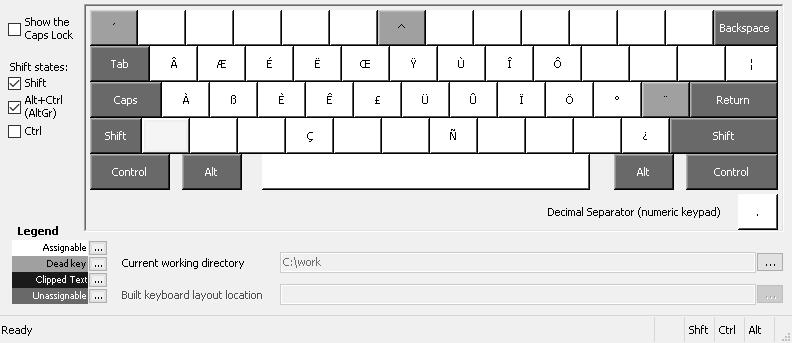 Show the
Caps Lock
Shift states:
Shift
Alt+Ctrl
(AltGr)
Ctrl
´ ^ Backspace
Tab Â Æ É Ë Œ Ÿ Ù Î Ô ¦
Caps À ß È Ê £ Ü Û Ï Ö ° ¨ Return
Shift Ç Ñ ¿ Shift
Control Alt Alt Control
Decimal Separator (numeric keypad) .
Legend
Assignable ...
Dead key ...
Clipped Text ...
Unassignable ...
Current working directory C:\work ...
Built keyboard layout location ...
Ready Shft Ctrl Alt